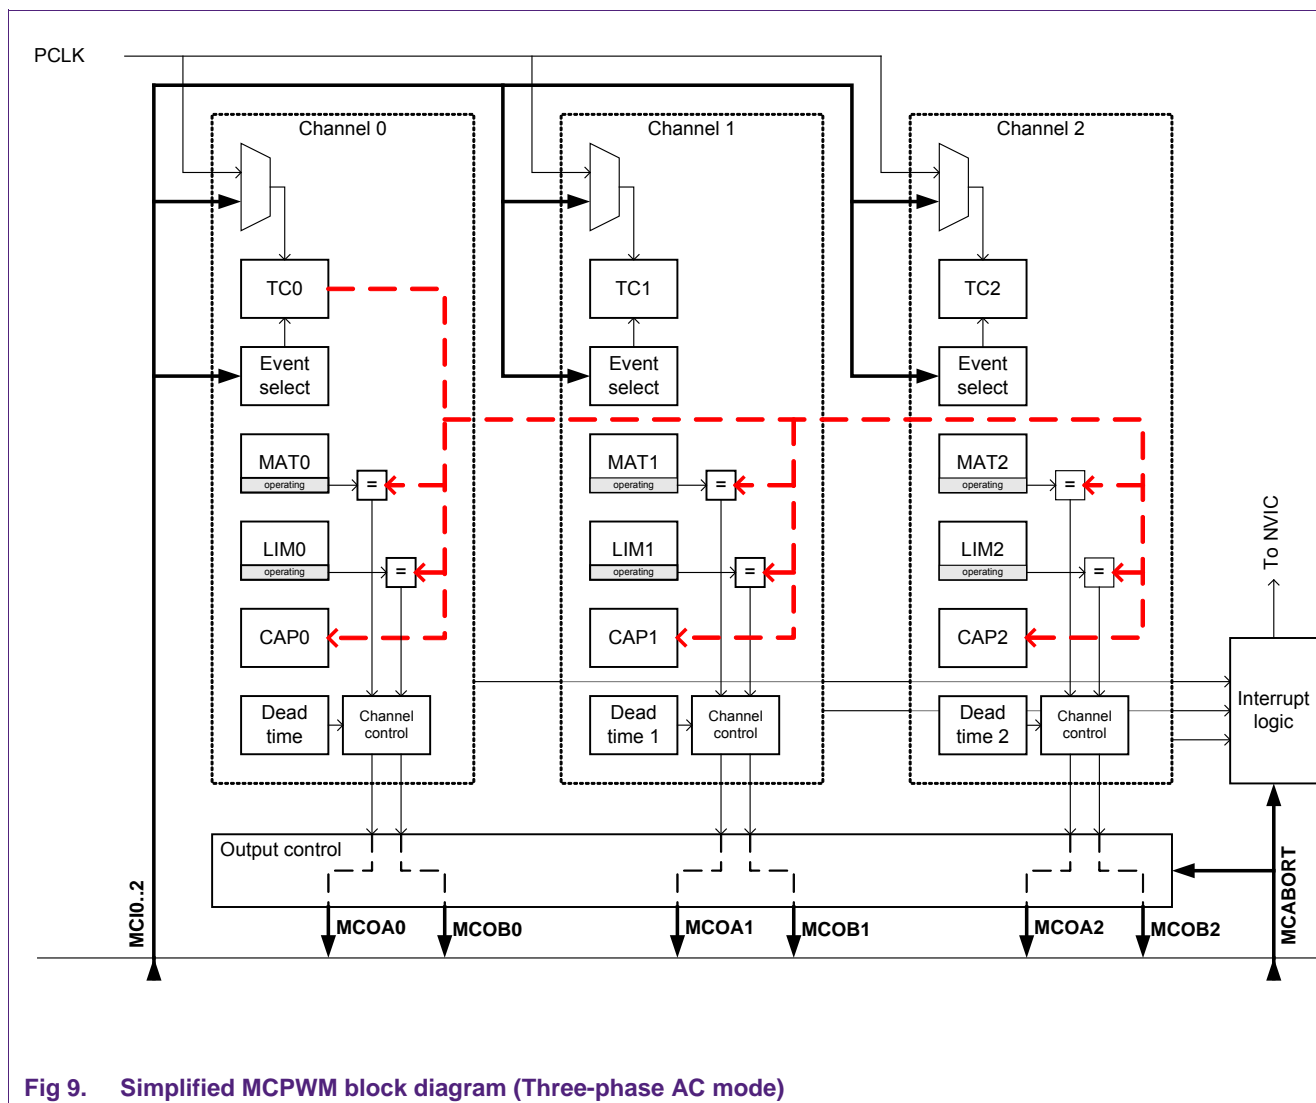 PCLK
Channel 0
Channel 1
Channel 2
TC0
TC1
TC2
Event
select
Event
select
Event
select
MAT0
operating
MAT1
operating
MAT2
operating
=
=
=
LIM0
operating
LIM1
operating
LIM2
operating
=
=
=
CAP0
CAP1
CAP2
To NVIC
Dead
time
Channel
control
Dead
time 1
Channel
control
Dead
time 2
Channel
control
Interrupt
logic
Output control
MCI0..2
MCOA0
MCOB0
MCOA1
MCOB1
MCOA2
MCOB2
MCABORT
Fig 9. Simplified MCPWM block diagram (Three-phase AC mode)